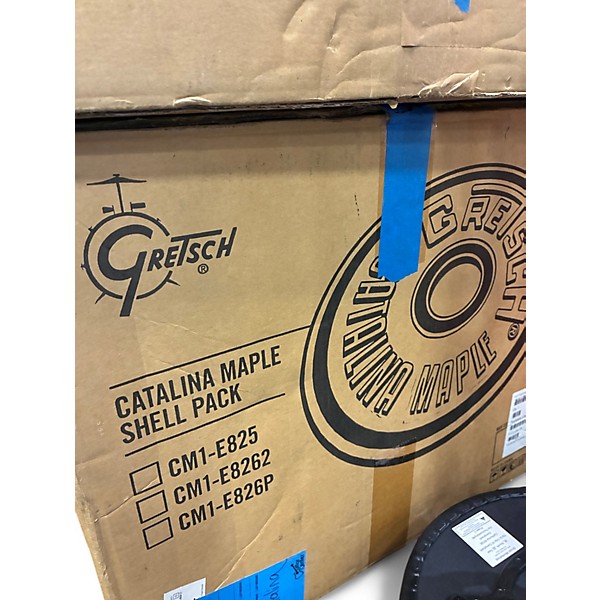 GRETSCH®
CATALINA MAPLE
SHELL PACK
CM1-E825
CM1-E8262
CM1-E826P
GRETSCH®
CATALINA MAPLE